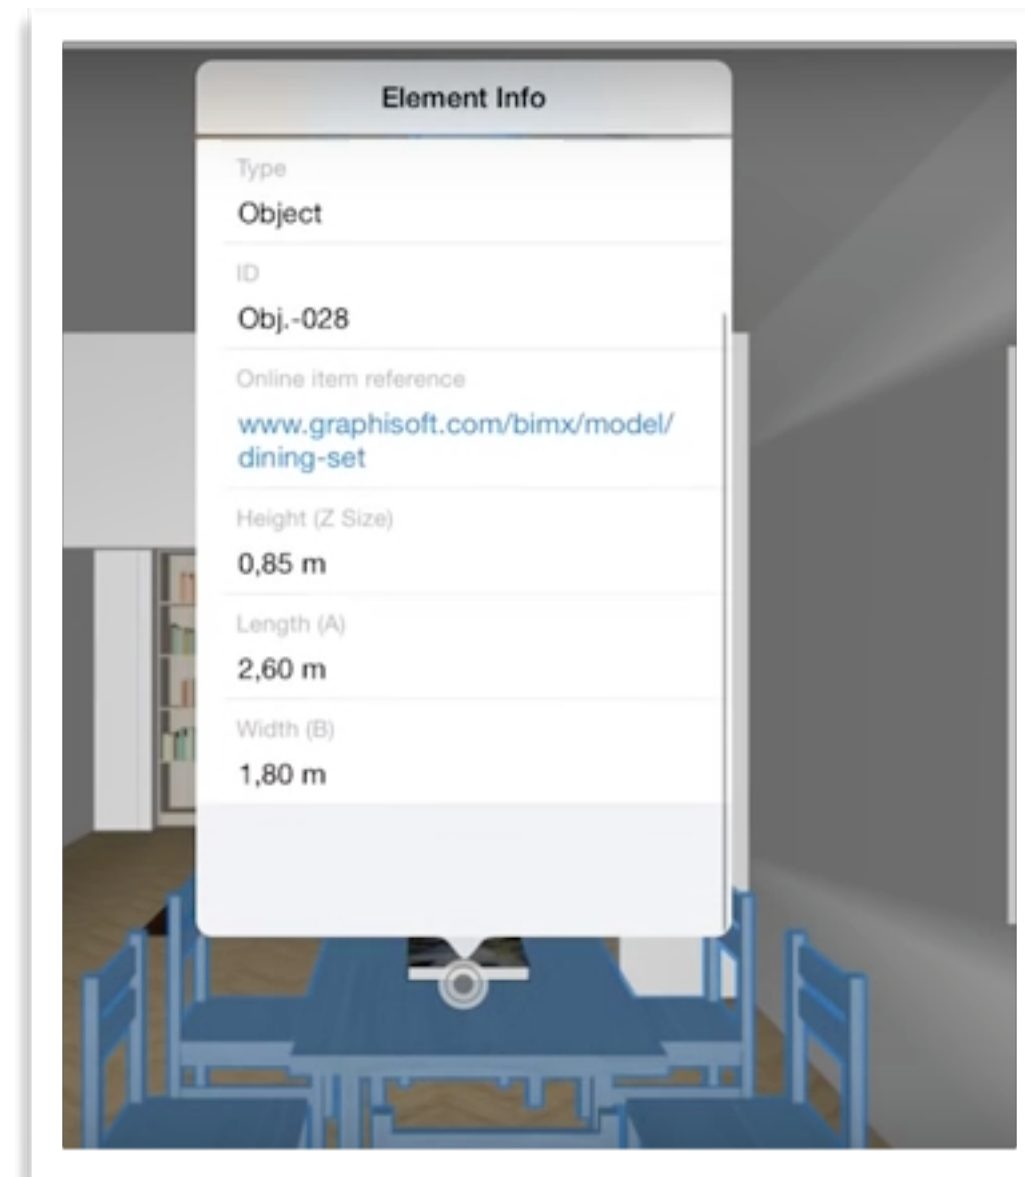 Element Info
Type
Object
ID
Obj.-028
Online item reference
www.graphisoft.com/bimx/model/
dining-set
Height (Z Size)
0,85 m
Length (A)
2,60 m
Width (B)
1,80 m